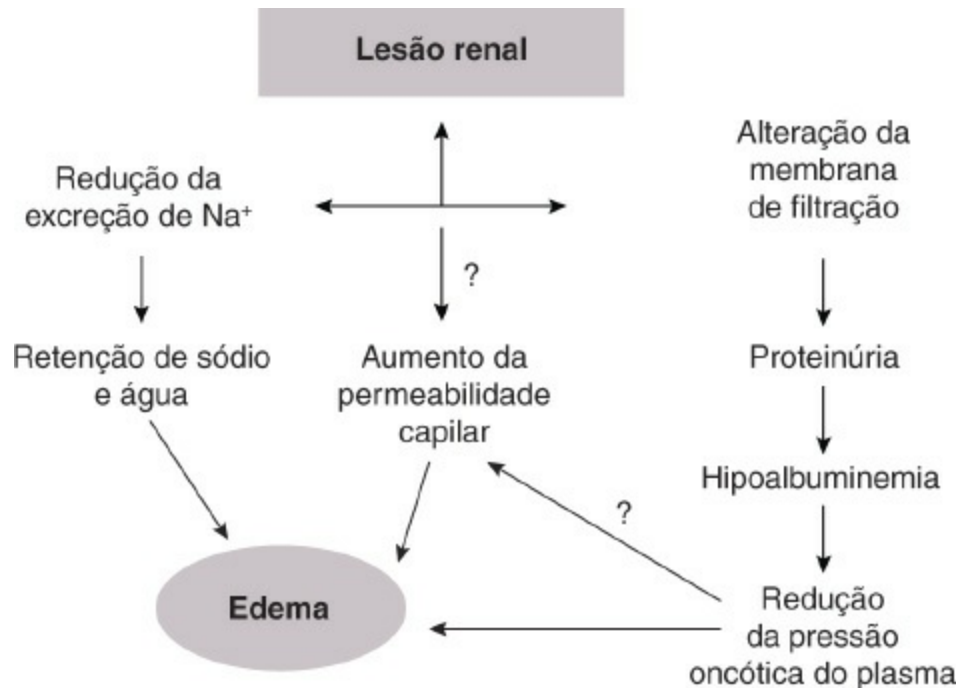 Lesão renal
Redução da
excreção de Na⁺
Alteração da
membrana
de filtração
?
Retenção de sódio
e água
Aumento da
permeabilidade
capilar
Proteinúria
Hipoalbuminemia
?
Edema
Redução
da pressão
oncótica do plasma